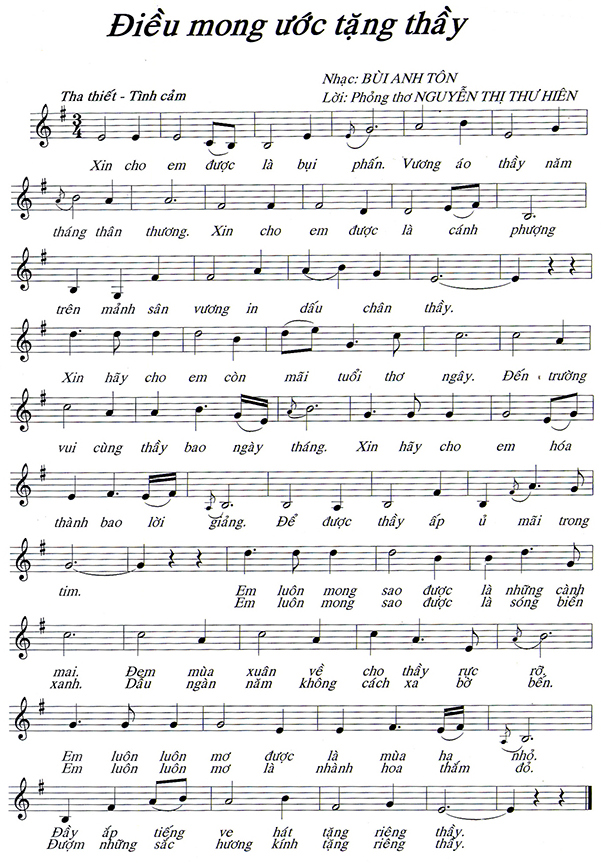 Điều mong ước tặng thầy
Nhạc: BÙI ANH TÔN
Tha thiết - Tình cảm
Lời: Phỏng thơ NGUYỄN THỊ THƯ HIÊN
3/4
Xin cho em được là bụi phấn. Vương áo thầy năm
tháng thân thương. Xin cho em được là cánh phượng
trên mảnh sân vương in dấu chân thầy.
Xin hãy cho em còn mãi tuổi thơ ngây. Đến trường
vui cùng thầy bao ngày tháng. Xin hãy cho em hóa
thành bao lời giảng. Để được thầy ấp ủ mãi trong
tim. Em luôn mong sao được là những cành
Em luôn mong sao được là sóng biển
mai. Đem mùa xuân về cho thầy rực rỡ,
xanh. Dẫu ngàn năm không cách xa bờ bến.
Em luôn luôn mơ được là mùa hạ nhỏ.
Em luôn luôn mơ là nhành hoa thắm đỏ.
Đầy ắp tiếng ve hát tặng riêng thầy.
Đượm những sắc hương kính tặng riêng thầy.